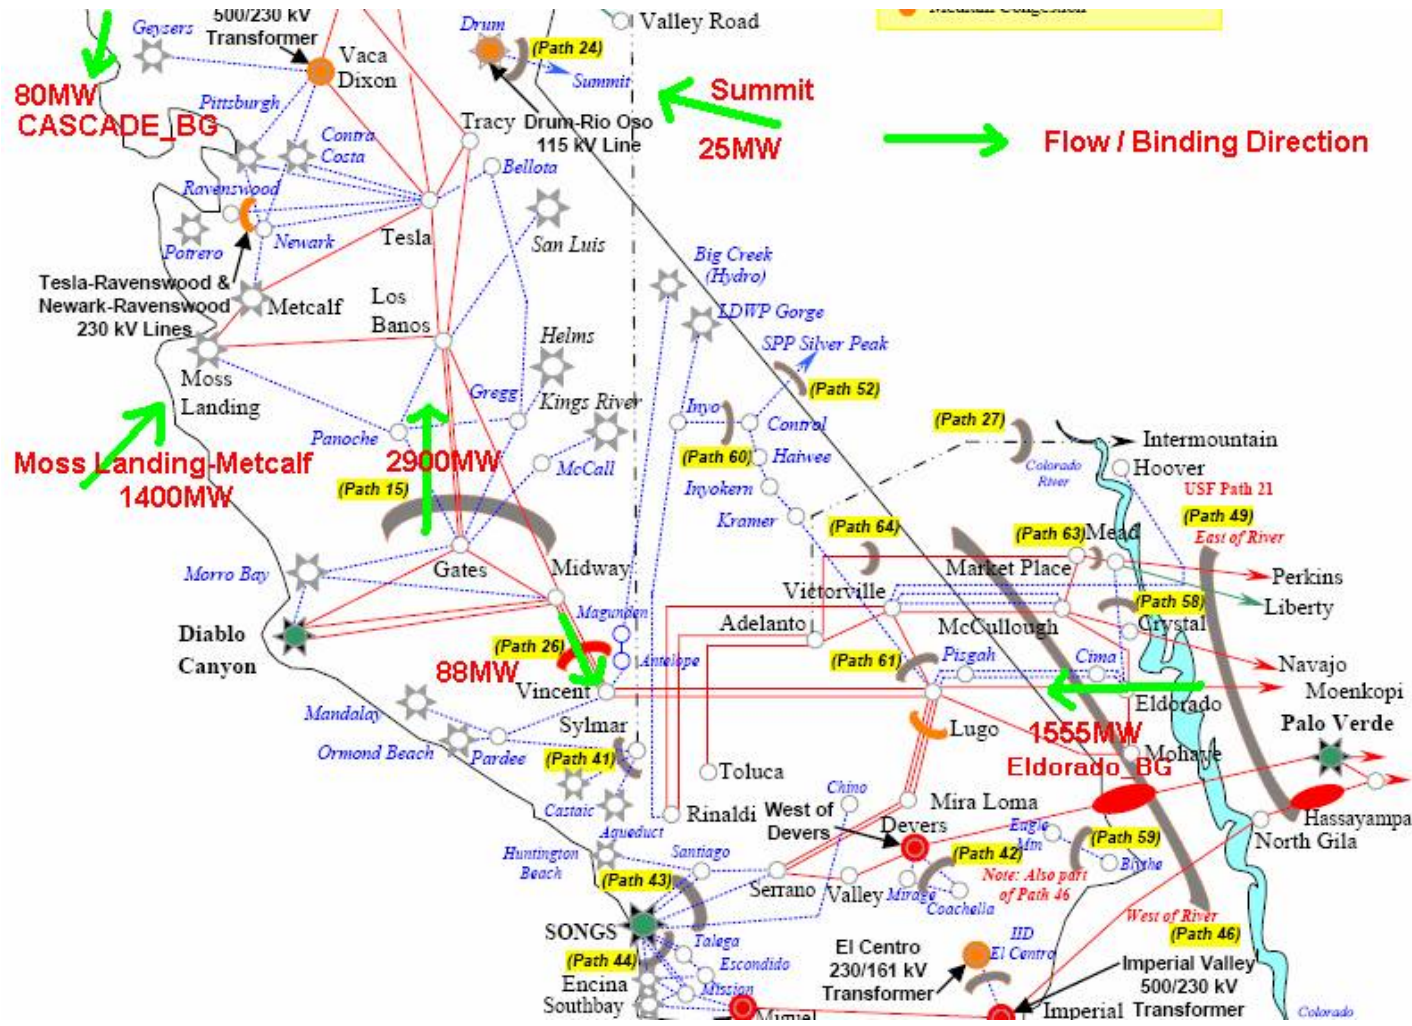 500/230 kV
Transformer
Geysers
Drum
(Path 24)
Valley Road
Medium Congestion
Vaca
Dixon
Summit
80MW
CASCADE_BG
Pittsburgh
Contra
Costa
Tracy
Drum-Rio Oso
115 kV Line
Summit
25MW
Flow / Binding Direction
Bellota
Ravenswood
Potrero
Newark
Tesla
San Luis
Big Creek
(Hydro)
Tesla-Ravenswood &
Newark-Ravenswood
230 kV Lines
Metcalf
Los
Banos
LDWP Gorge
Helms
SPP Silver Peak
(Path 52)
Moss
Landing
Gregg
Kings River
Inyo
Control
(Path 27)
Intermountain
Panoche
Moss Landing-Metcalf
1400MW
2900MW
(Path 15)
McCall
(Path 60)
Haiwee
Colorado
River
Hoover
Inyokern
USF Path 21
Kramer
(Path 64)
(Path 63)
Mead
(Path 49)
East of River
Morro Bay
Gates
Midway
Market Place
Perkins
Victorville
(Path 58)
Liberty
Diablo
Canyon
Magunden
Adelanto
McCullough
Crystal
(Path 26)
88MW
Antelope
(Path 61)
Pisgah
Cima
Navajo
Vincent
Eldorado
Moenkopi
Mandalay
Sylmar
Lugo
1555MW
Eldorado_BG
Palo Verde
Ormond Beach
Pardee
(Path 41)
Mohave
Toluca
Castaic
Chino
Aqueduct
Rinaldi
West of
Devers
Mira Loma
Hassayampa
Devers
Eagle
Mtn
(Path 59)
North Gila
Huntington
Beach
Santiago
(Path 42)
Blythe
(Path 43)
Serrano
Valley
Mirage
Coachella
Note: Also part
of Path 46
West of River
(Path 46)
SONGS
Talega
El Centro
230/161 kV
Transformer
IID
El Centro
(Path 44)
Escondido
Imperial Valley
500/230 kV
Transformer
Encina
Southbay
Mission
Miguel
Imperial
Colorado